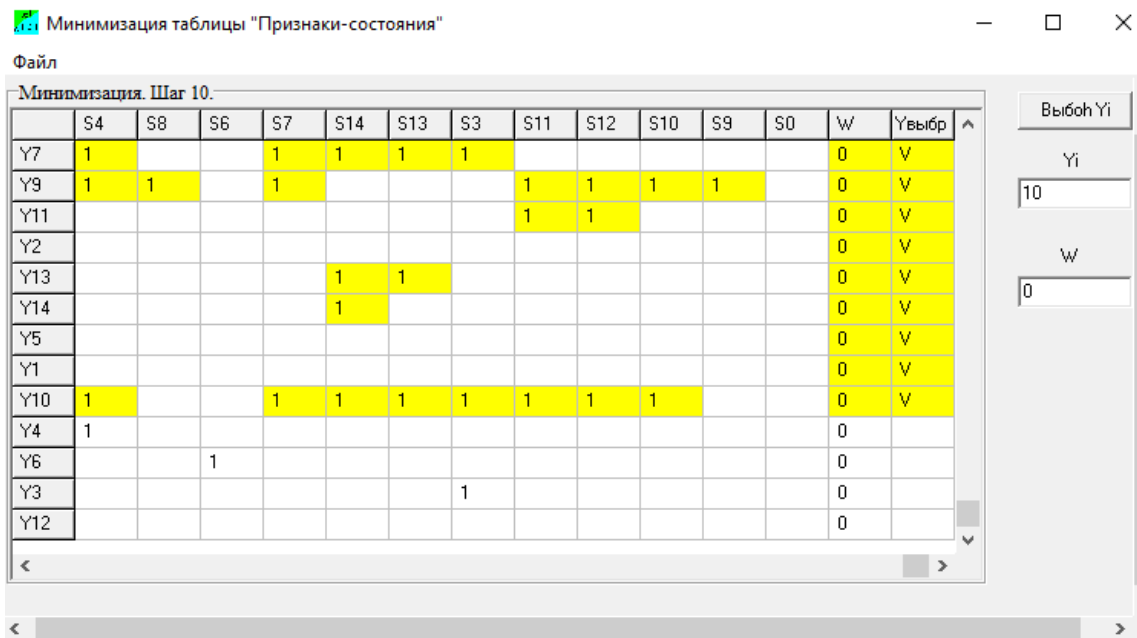 Минимизация таблицы "Признаки-состояния"
Файл
Минимизация. Шаг 10.
S4 S8 S6 S7 S14 S13 S3 S11 S12 S10 S9 S0 W Yвыбр
Y7 1 1 1 1 1 0 V
Y9 1 1 1 1 1 1 1 0 V
Y11 1 1 0 V
Y2 0 V
Y13 1 1 0 V
Y14 1 0 V
Y5 0 V
Y1 0 V
Y10 1 1 1 1 1 1 1 1 0 V
Y4 1 0
Y6 1 0
Y3 1 0
Y12 0
Выбоh Yi
Yi
10
W
0